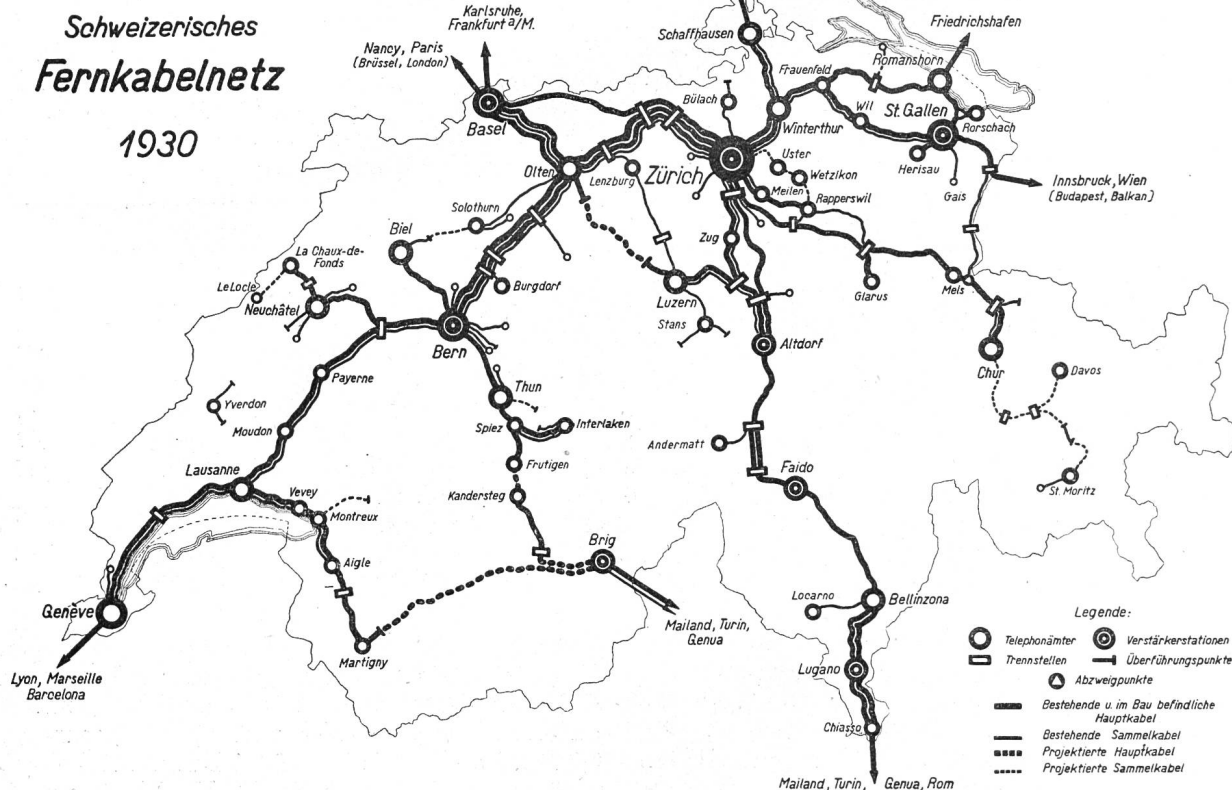 Schweizerisches
Fernkabelnetz
1930
Karlsruhe,
Frankfurt a/M.
Nancy, Paris
(Brüssel, London)
Schaffhausen
Friedrichshafen
Romanshorn
Frauenfeld
Bülach
Basel
Winterthur
Wil
St. Gallen
Rorschach
Olten
Lenzburg
Zürich
Uster
Wetzikon
Herisau
Gais
Innsbruck, Wien
(Budapest, Balkan)
Meilen
Rapperswil
Solothurn
Biel
Zug
La Chaux-de-
Fonds
Le Locle
Neuchâtel
Burgdorf
Luzern
Glarus
Mels
Stans
Bern
Altdorf
Chur
Davos
Payerne
Thun
Yverdon
Moudon
Spiez
Interlaken
Andermatt
Lausanne
Frutigen
Faido
St. Moritz
Vevey
Montreux
Kandersteg
Aigle
Brig
Genève
Locarno
Bellinzona
Mailand, Turin,
Genua
Martigny
Lyon, Marseille
Barcelona
Lugano
Chiasso
Mailand, Turin, Genua, Rom
Legende:
Telephonämter
Verstärkerstationen
Trennstellen
Überführungspunkte
Abzweigpunkte
Bestehende u. im Bau befindliche
Hauptkabel
Bestehende Sammelkabel
Projektierte Hauptkabel
Projektierte Sammelkabel